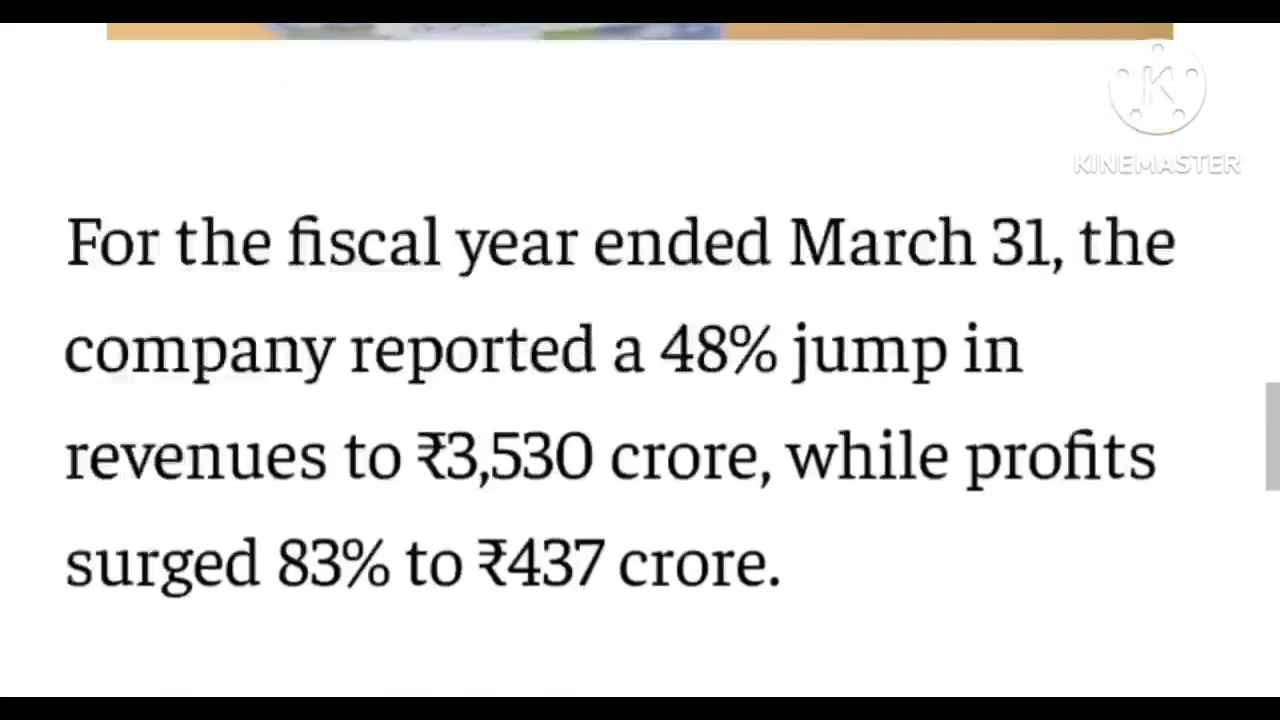 K
KINEMASTER
For the fiscal year ended March 31, the
company reported a 48% jump in
revenues to ₹3,530 crore, while profits
surged 83% to ₹437 crore.